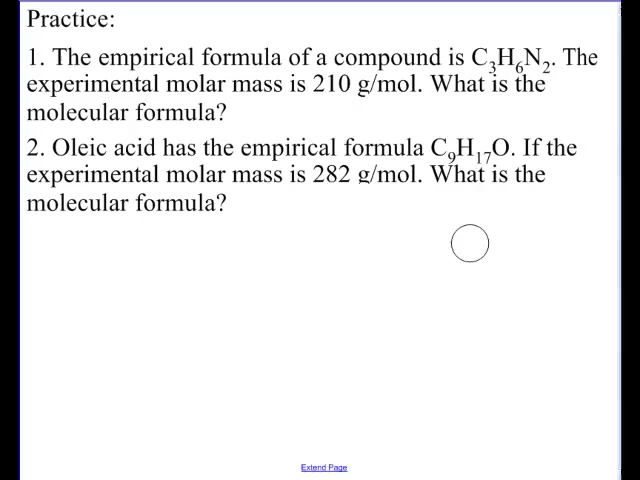 Practice:
1. The empirical formula of a compound is C₃H₆N₂. The
experimental molar mass is 210 g/mol. What is the
molecular formula?
2. Oleic acid has the empirical formula C₉H₁₇O. If the
experimental molar mass is 282 g/mol. What is the
molecular formula?
Extend Page